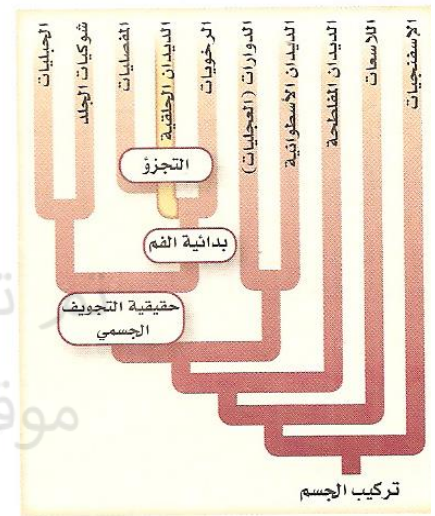 الإسفنجيات
اللاسعات
الديدان المفلطحة
الديدان الأسطوانية
الدوارات (العجليات)
الرخويات
الديدان الحلقية
المفصليات
شوكيات الجلد
الحبليات
التجزؤ
بدائية الفم
حقيقية التجويف
الجسمي
تركيب الجسم